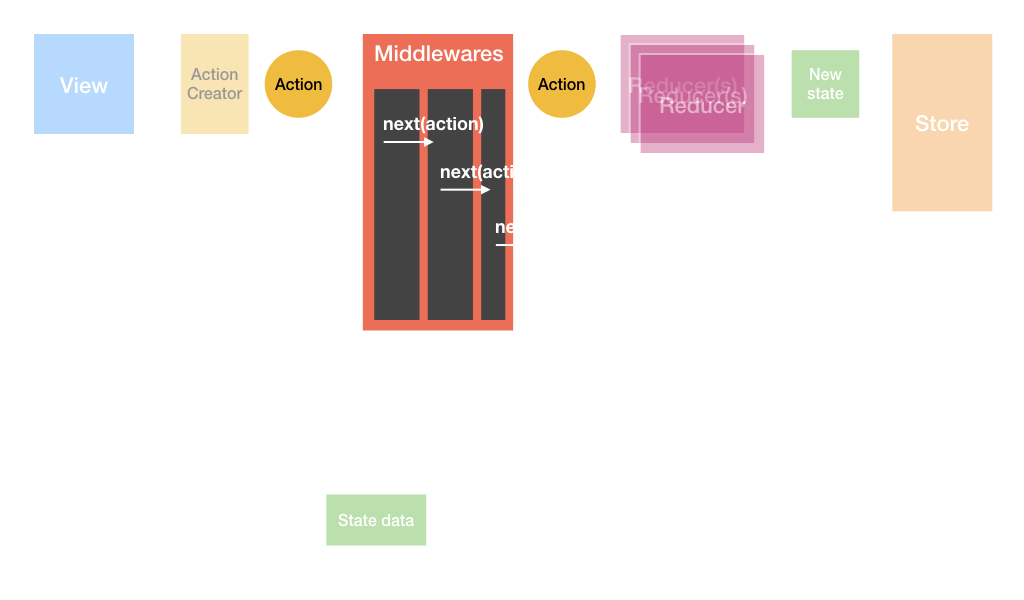 View
Action
Creator
Action
Middlewares
next(action)
next(acti
ne
Action
Reducer(s)
Reducer(s)
Reducer
New
state
Store
State data